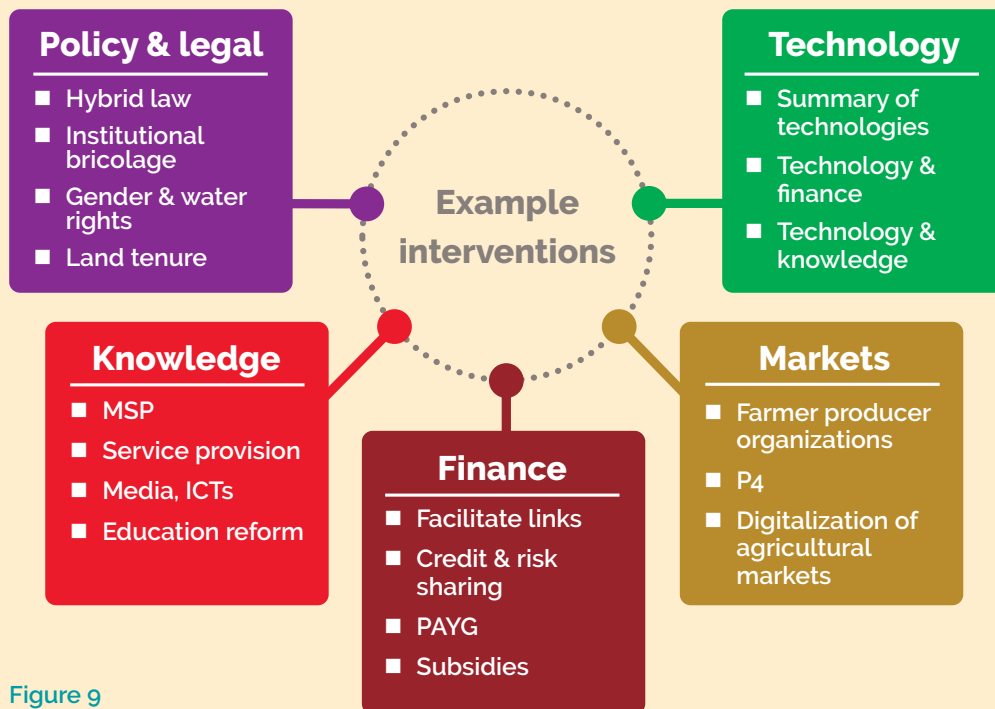 Policy & legal
Hybrid law
Institutional
bricolage
Gender & water
rights
Land tenure
Example
interventions
Technology
Summary of
technologies
Technology &
finance
Technology &
knowledge
Knowledge
MSP
Service provision
Media, ICTs
Education reform
Finance
Facilitate links
Credit & risk
sharing
PAYG
Subsidies
Markets
Farmer producer
organizations
P4
Digitalization of
agricultural
markets
Figure 9